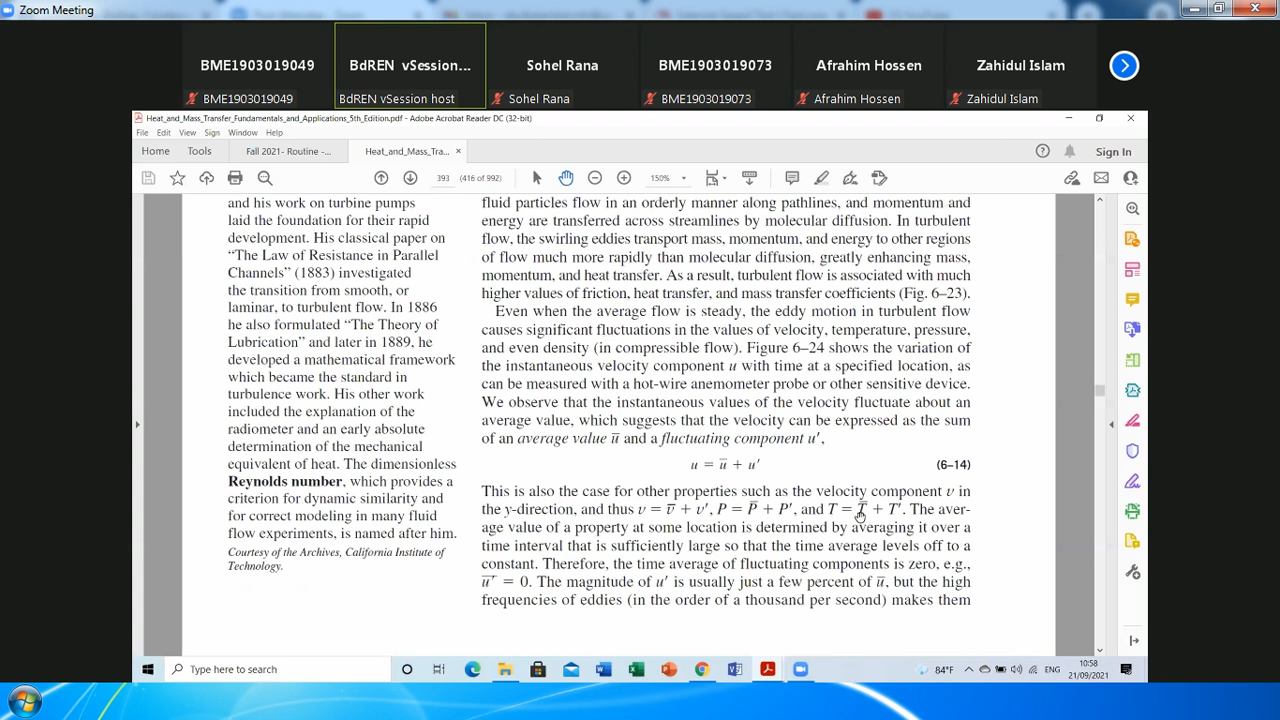 Zoom Meeting
BME1903019049
BdREN vSession...
Sohel Rana
BME1903019073
Afrahim Hossen
Zahidul Islam
BME1903019049
BdREN vSession host
Sohel Rana
BME1903019073
Afrahim Hossen
Zahidul Islam
Heat_and_Mass_Transfer_Fundamentals_and_Applications_5th_Edition.pdf - Adobe Acrobat Reader DC (32-bit)
File Edit View Sign Window Help
Home Tools Fall 2021- Routine -... Heat_and_Mass_Tra... × Sign In
393 (416 of 992) 150%
and his work on turbine pumps
laid the foundation for their rapid
development. His classical paper on
“The Law of Resistance in Parallel
Channels” (1883) investigated
the transition from smooth, or
laminar, to turbulent flow. In 1886
he also formulated “The Theory of
Lubrication” and later in 1889, he
developed a mathematical framework
which became the standard in
turbulence work. His other work
included the explanation of the
radiometer and an early absolute
determination of the mechanical
equivalent of heat. The dimensionless
Reynolds number, which provides a
criterion for dynamic similarity and
for correct modeling in many fluid
flow experiments, is named after him.
Courtesy of the Archives, California Institute of
Technology.
fluid particles flow in an orderly manner along pathlines, and momentum and
energy are transferred across streamlines by molecular diffusion. In turbulent
flow, the swirling eddies transport mass, momentum, and energy to other regions
of flow much more rapidly than molecular diffusion, greatly enhancing mass,
momentum, and heat transfer. As a result, turbulent flow is associated with much
higher values of friction, heat transfer, and mass transfer coefficients (Fig. 6–23).
Even when the average flow is steady, the eddy motion in turbulent flow
causes significant fluctuations in the values of velocity, temperature, pressure,
and even density (in compressible flow). Figure 6–24 shows the variation of
the instantaneous velocity component u with time at a specified location, as
can be measured with a hot-wire anemometer probe or other sensitive device.
We observe that the instantaneous values of the velocity fluctuate about an
average value, which suggests that the velocity can be expressed as the sum
of an average value u̅ and a fluctuating component u′,
u = u̅ + u′ (6–14)
This is also the case for other properties such as the velocity component v in
the y-direction, and thus v = v̅ + v′, P = P̅ + P′, and T = T̅ + T′. The aver-
age value of a property at some location is determined by averaging it over a
time interval that is sufficiently large so that the time average levels off to a
constant. Therefore, the time average of fluctuating components is zero, e.g.,
u̅′̅ = 0. The magnitude of u′ is usually just a few percent of u̅, but the high
frequencies of eddies (in the order of a thousand per second) makes them
Type here to search
84°F
ENG
10:58
21/09/2021